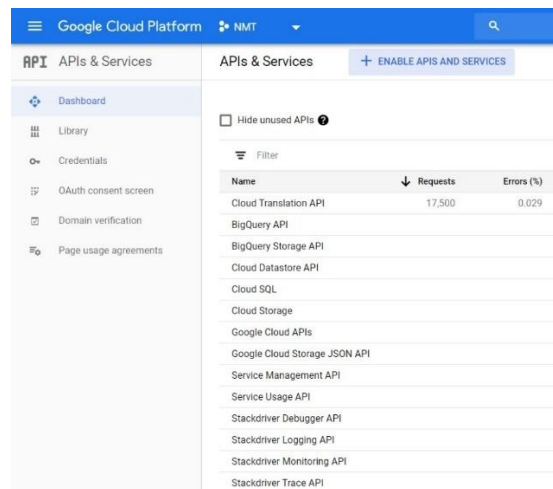 Google Cloud Platform NMT
API APIs & Services
Dashboard
Library
Credentials
OAuth consent screen
Domain verification
Page usage agreements
APIs & Services + ENABLE APIS AND SERVICES
Hide unused APIs ?
Filter
Name Requests Errors (%)
Cloud Translation API 17,500 0.029
BigQuery API
BigQuery Storage API
Cloud Datastore API
Cloud SQL
Cloud Storage
Google Cloud APIs
Google Cloud Storage JSON API
Service Management API
Service Usage API
Stackdriver Debugger API
Stackdriver Logging API
Stackdriver Monitoring API
Stackdriver Trace API